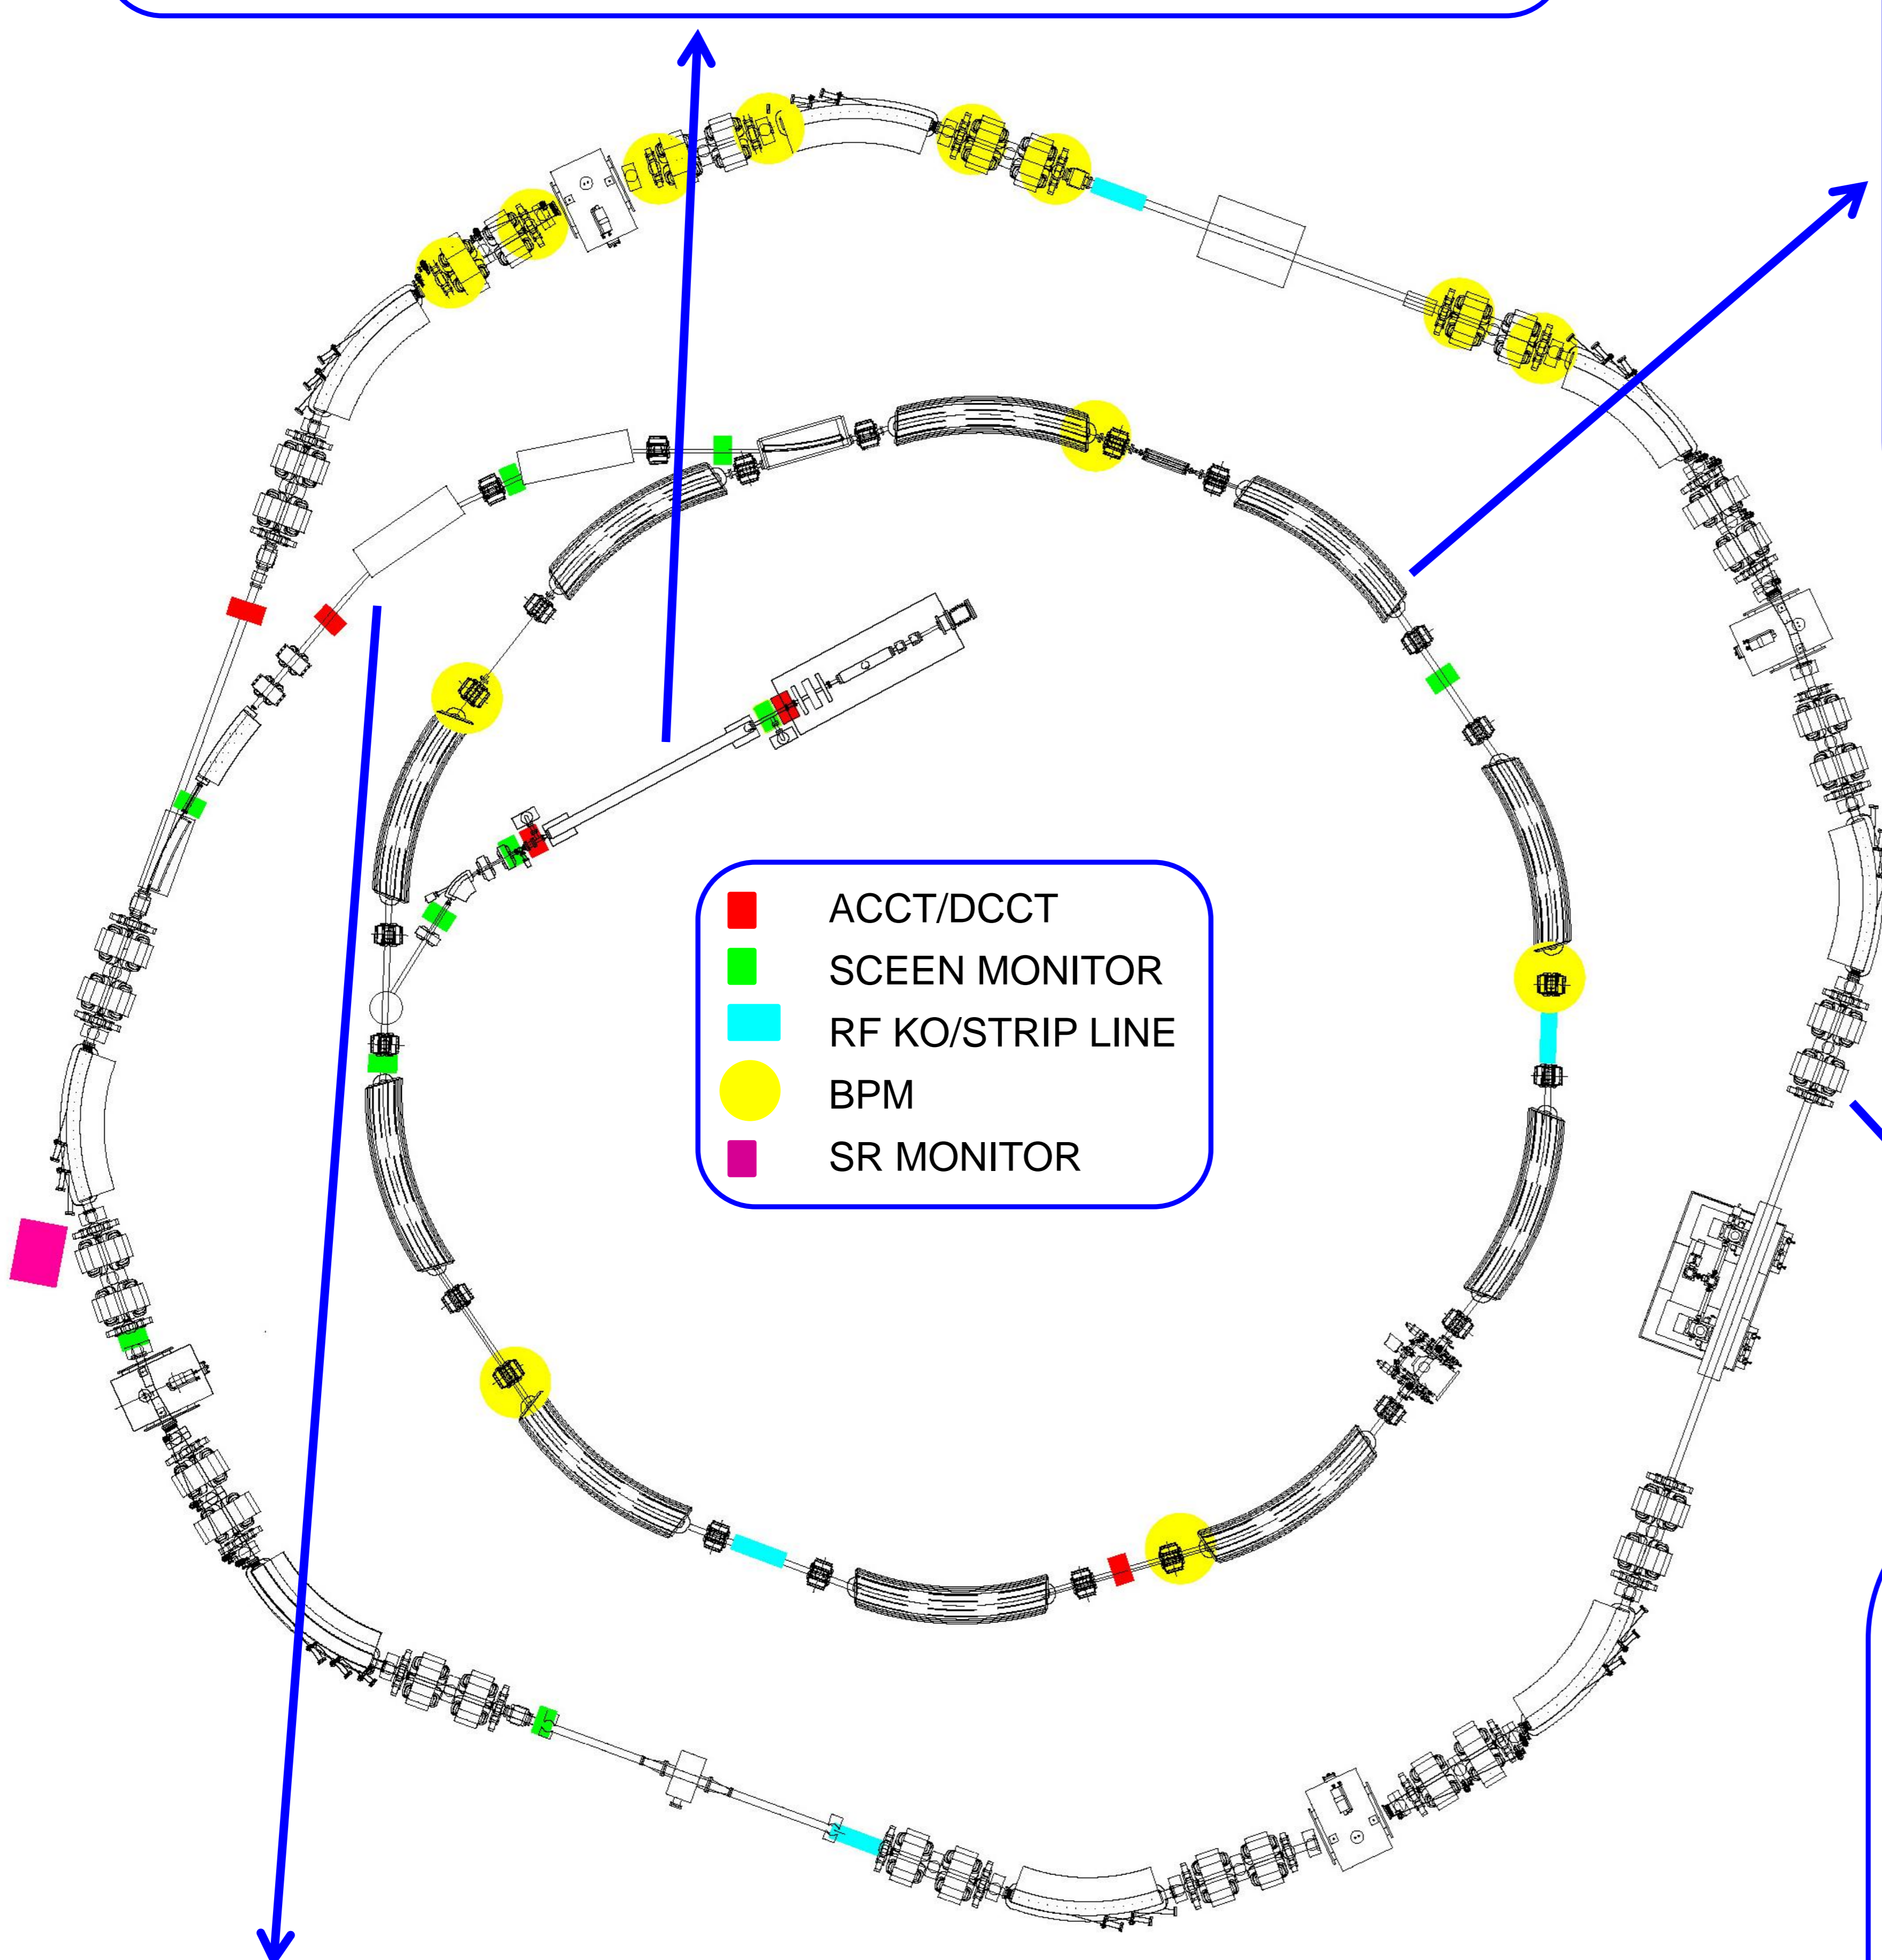 ACCT/DCCT
SCEEN MONITOR
RF KO/STRIP LINE
BPM
SR MONITOR